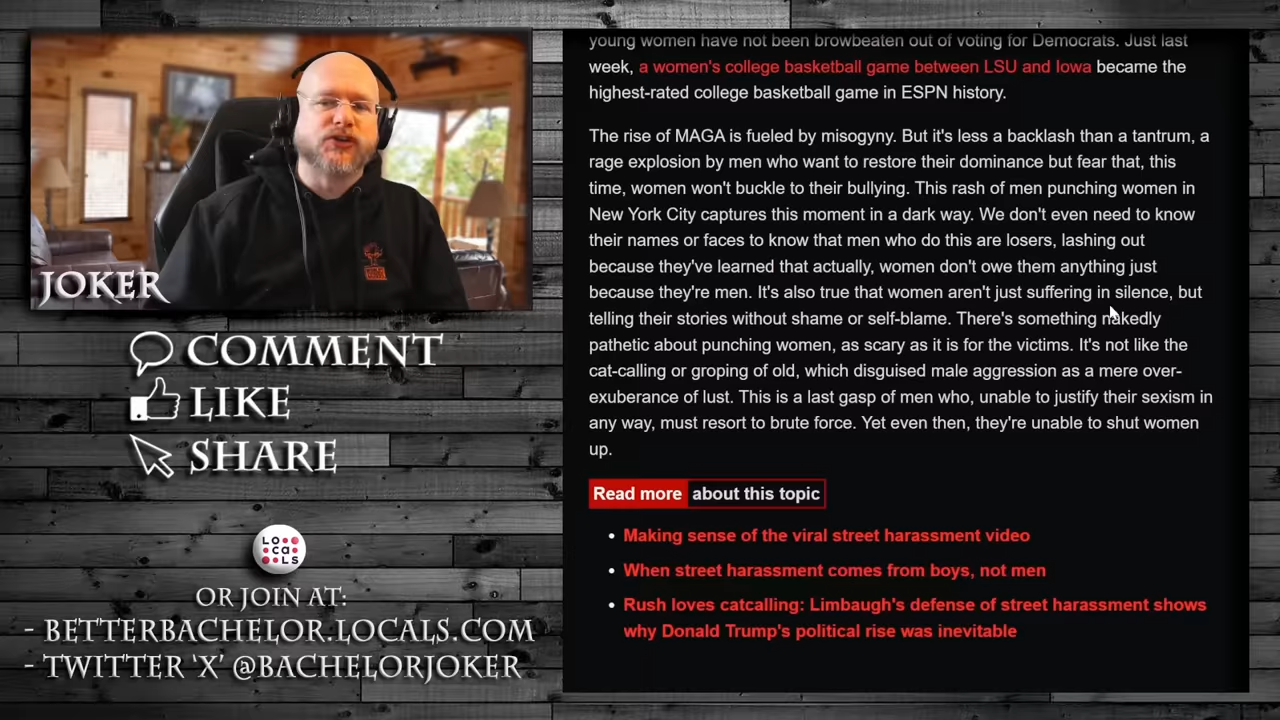 JOKER
COMMENT
LIKE
SHARE
LOCALS
OR JOIN AT:
- BETTERBACHELOR.LOCALS.COM
- TWITTER 'X' @BACHELORJOKER
young women have not been browbeaten out of voting for Democrats. Just last
week, a women's college basketball game between LSU and Iowa became the
highest-rated college basketball game in ESPN history.
The rise of MAGA is fueled by misogyny. But it's less a backlash than a tantrum, a
rage explosion by men who want to restore their dominance but fear that, this
time, women won't buckle to their bullying. This rash of men punching women in
New York City captures this moment in a dark way. We don't even need to know
their names or faces to know that men who do this are losers, lashing out
because they've learned that actually, women don't owe them anything just
because they're men. It's also true that women aren't just suffering in silence, but
telling their stories without shame or self-blame. There's something nakedly
pathetic about punching women, as scary as it is for the victims. It's not like the
cat-calling or groping of old, which disguised male aggression as a mere over-
exuberance of lust. This is a last gasp of men who, unable to justify their sexism in
any way, must resort to brute force. Yet even then, they're unable to shut women
up.
Read more about this topic
• Making sense of the viral street harassment video
• When street harassment comes from boys, not men
• Rush loves catcalling: Limbaugh's defense of street harassment shows
why Donald Trump's political rise was inevitable